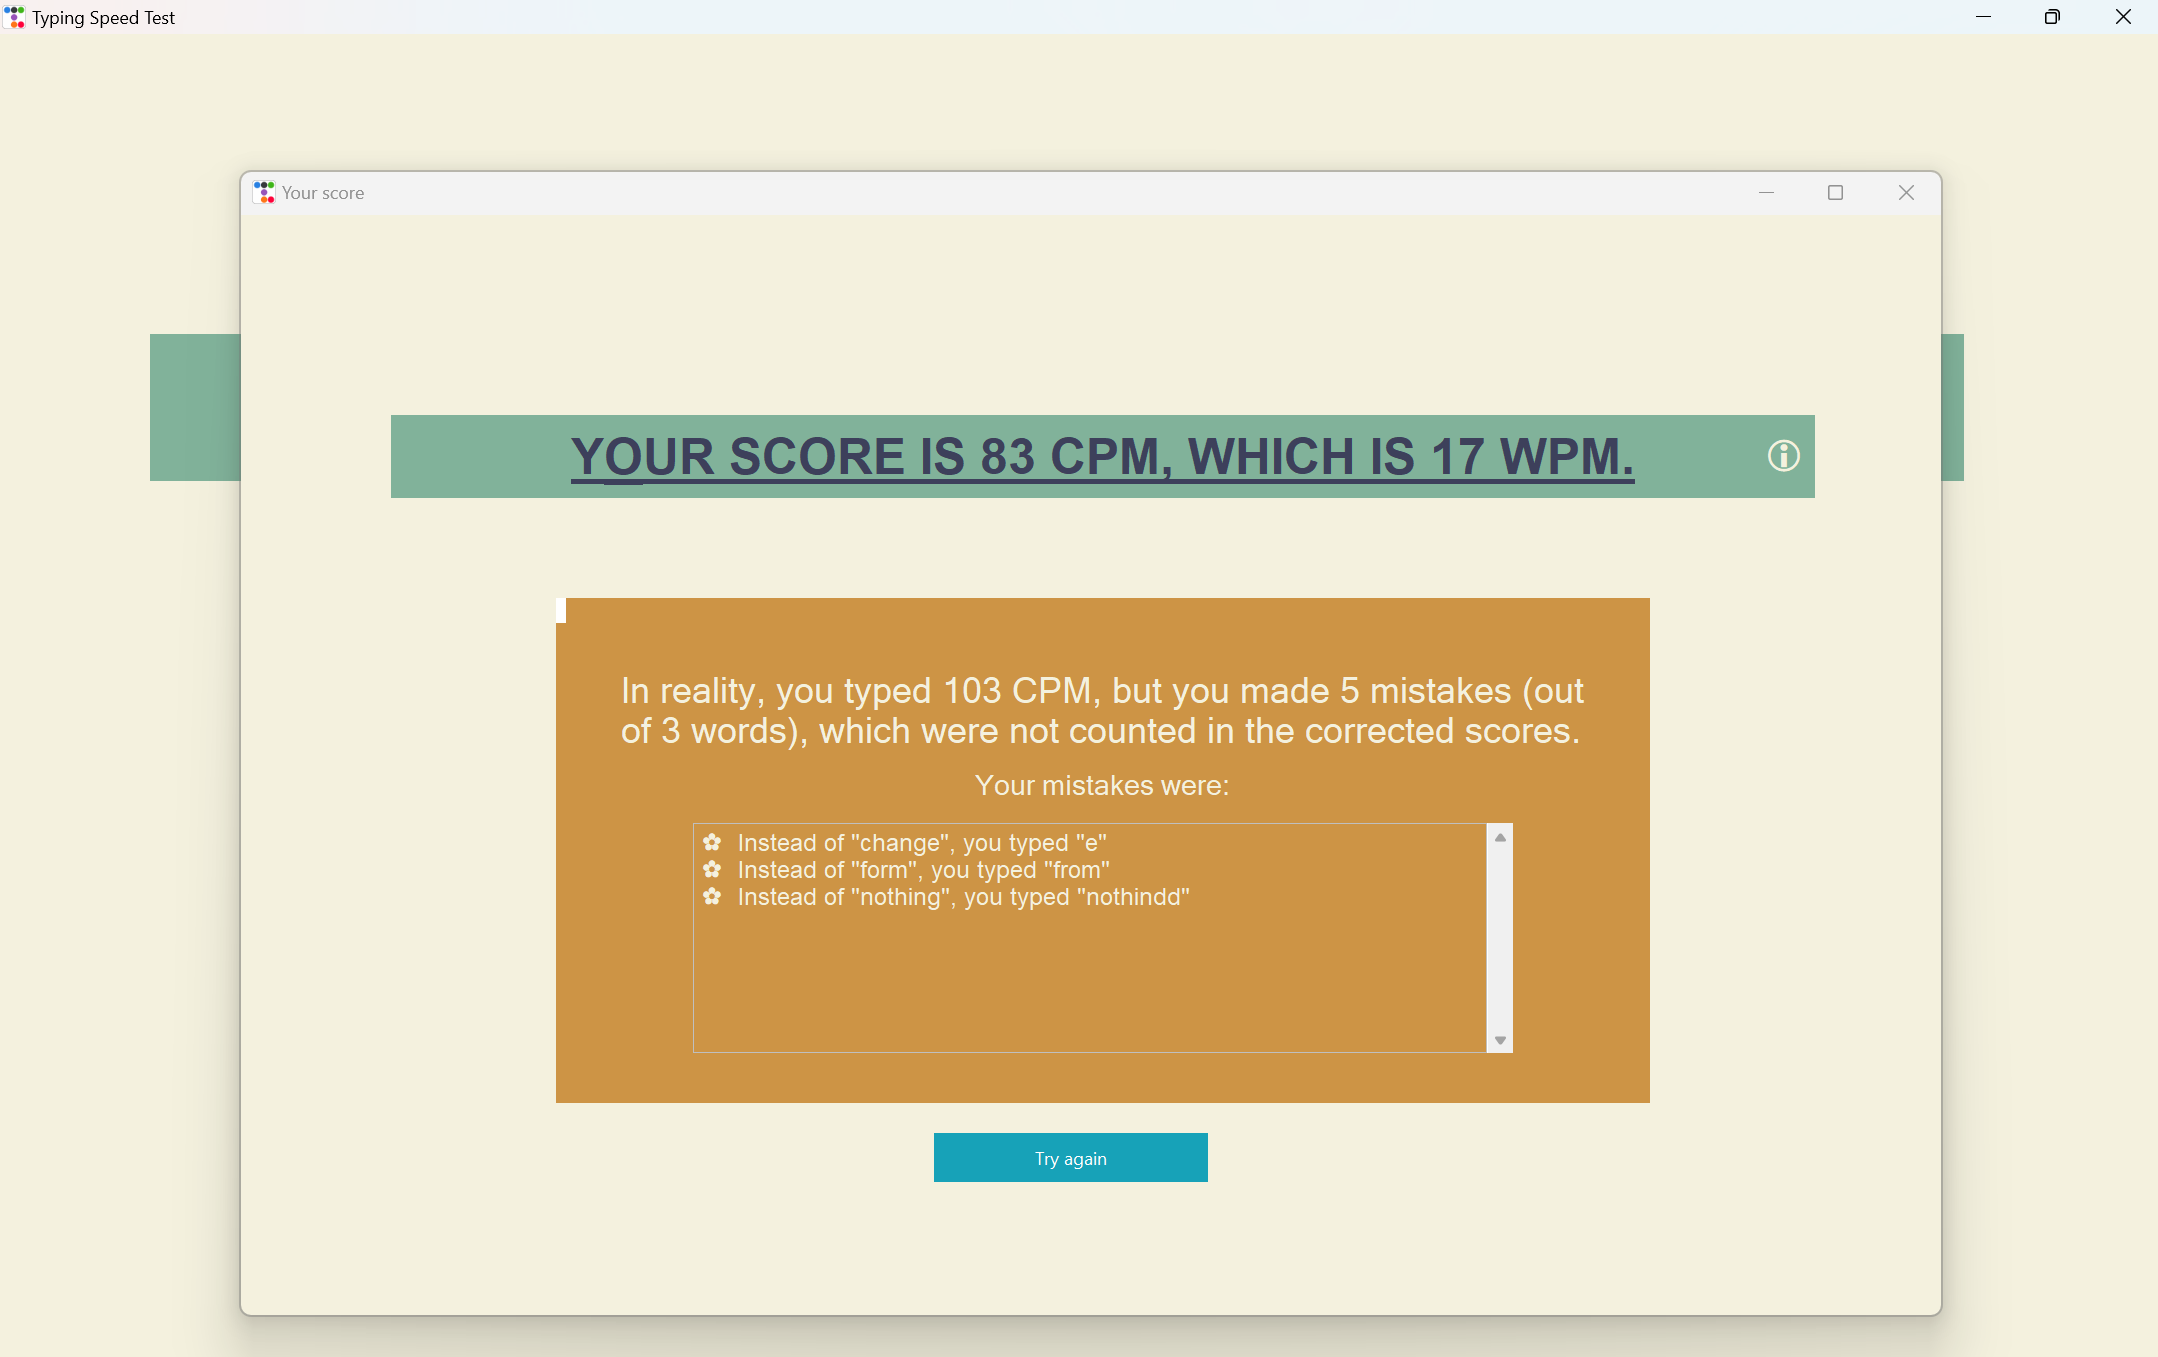 Typing Speed Test
Your score
YOUR SCORE IS 83 CPM, WHICH IS 17 WPM.
In reality, you typed 103 CPM, but you made 5 mistakes (out
of 3 words), which were not counted in the corrected scores.
Your mistakes were:
Instead of "change", you typed "e"
Instead of "form", you typed "from"
Instead of "nothing", you typed "nothindd"
Try again